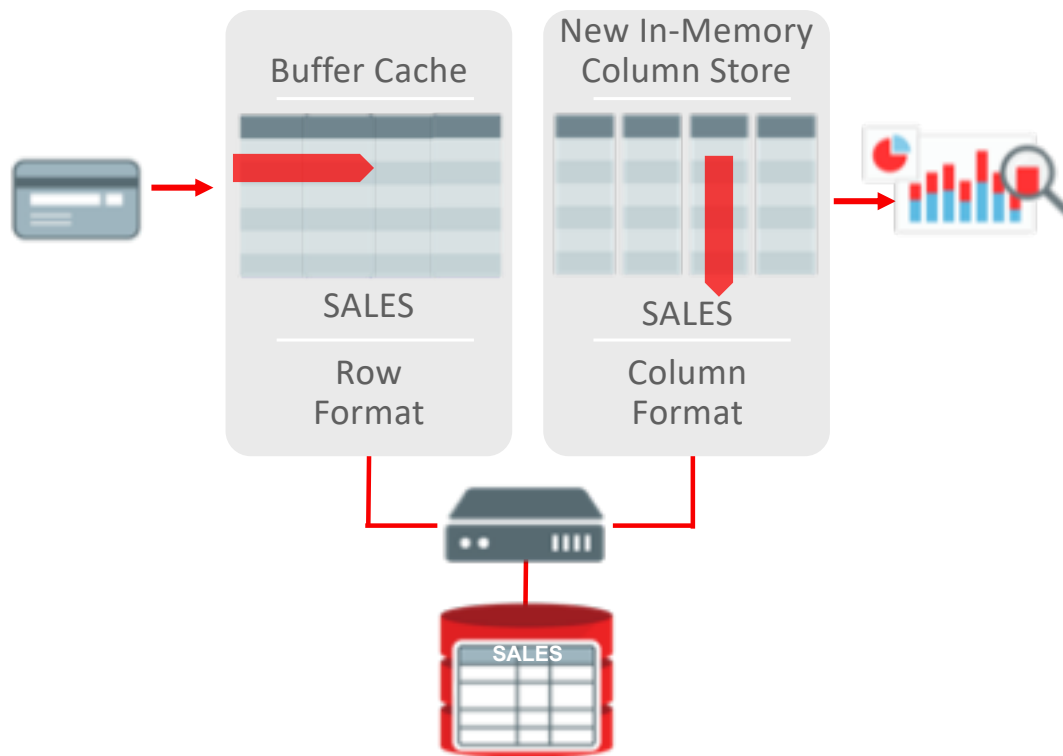 Buffer Cache
SALES
Row
Format
New In-Memory
Column Store
SALES
Column
Format
SALES